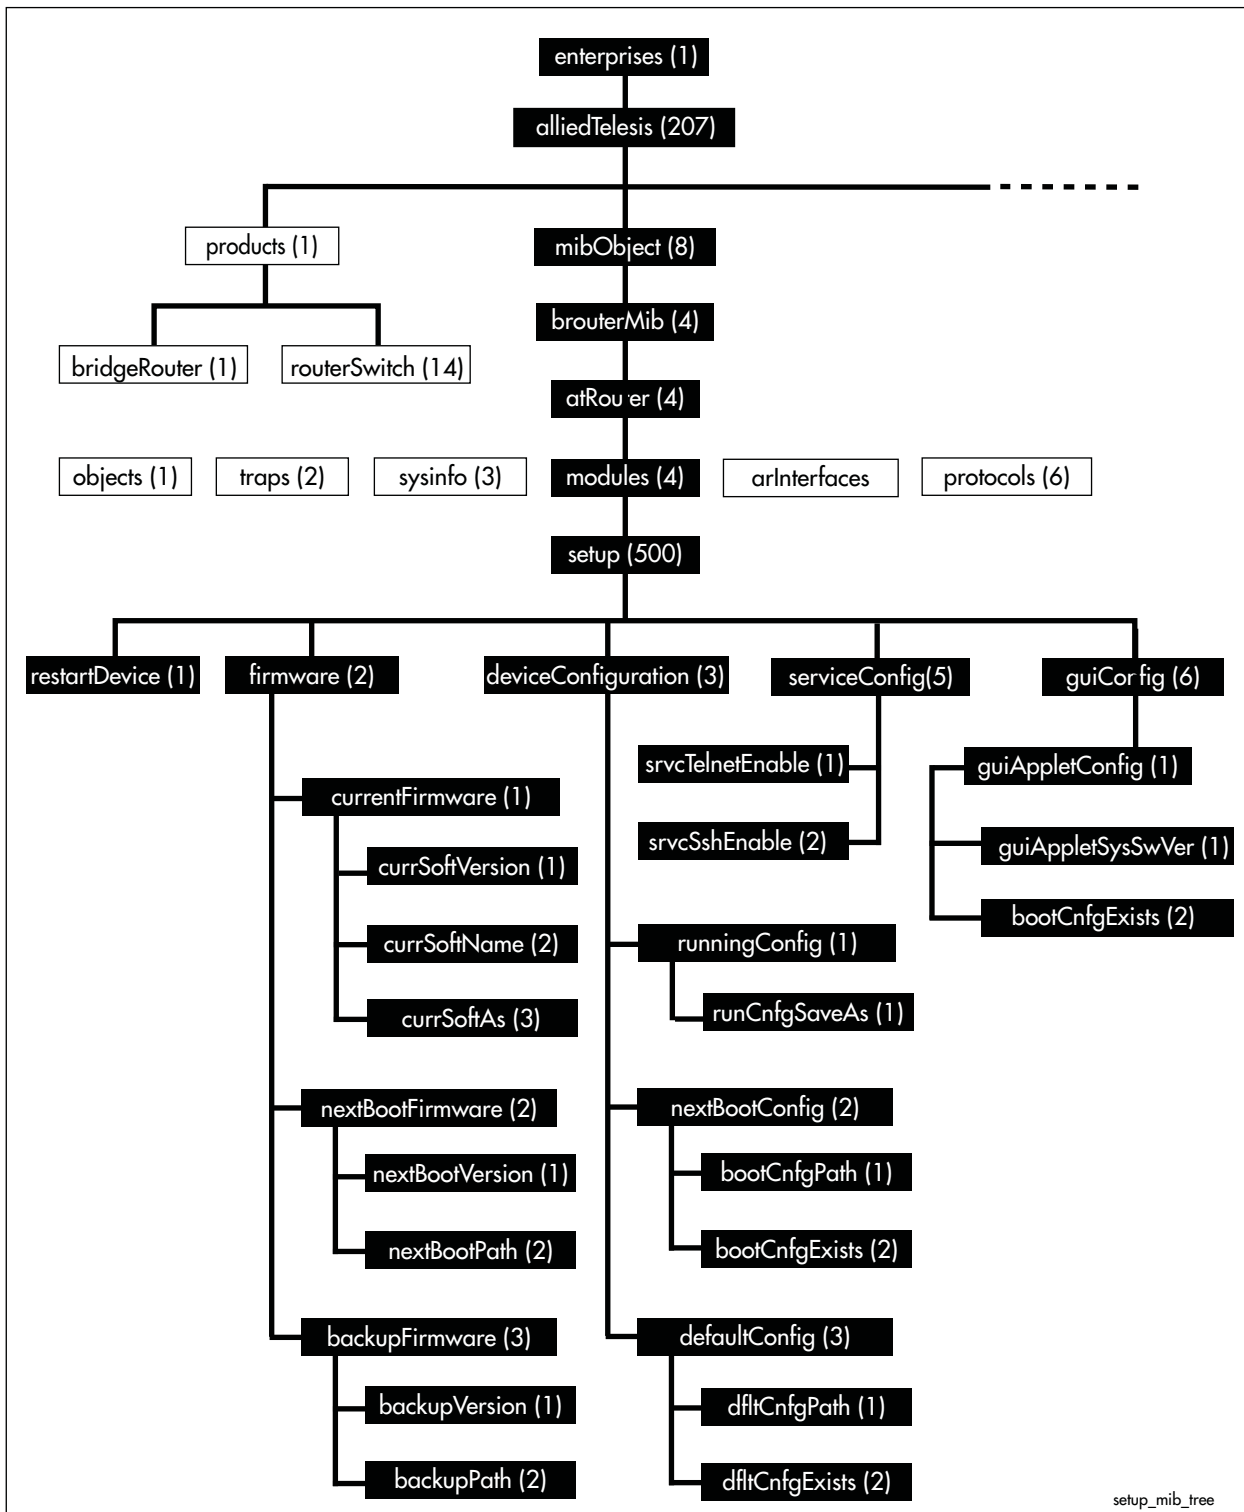 enterprises (1)
alliedTelesis (207)
products (1)
mibObject (8)
brouterMib (4)
bridgeRouter (1)
routerSwitch (14)
atRouter (4)
objects (1)
traps (2)
sysinfo (3)
modules (4)
arInterfaces
protocols (6)
setup (500)
restartDevice (1)
firmware (2)
deviceConfiguration (3)
serviceConfig(5)
guiConfig (6)
srvcTelnetEnable (1)
guiAppletConfig (1)
currentFirmware (1)
srvcSshEnable (2)
guiAppletSysSwVer (1)
currSoftVersion (1)
bootCnfgExists (2)
currSoftName (2)
runningConfig (1)
currSoftAs (3)
runCnfgSaveAs (1)
nextBootFirmware (2)
nextBootConfig (2)
nextBootVersion (1)
bootCnfgPath (1)
nextBootPath (2)
bootCnfgExists (2)
backupFirmware (3)
defaultConfig (3)
backupVersion (1)
dfltCnfgPath (1)
backupPath (2)
dfltCnfgExists (2)
setup_mib_tree